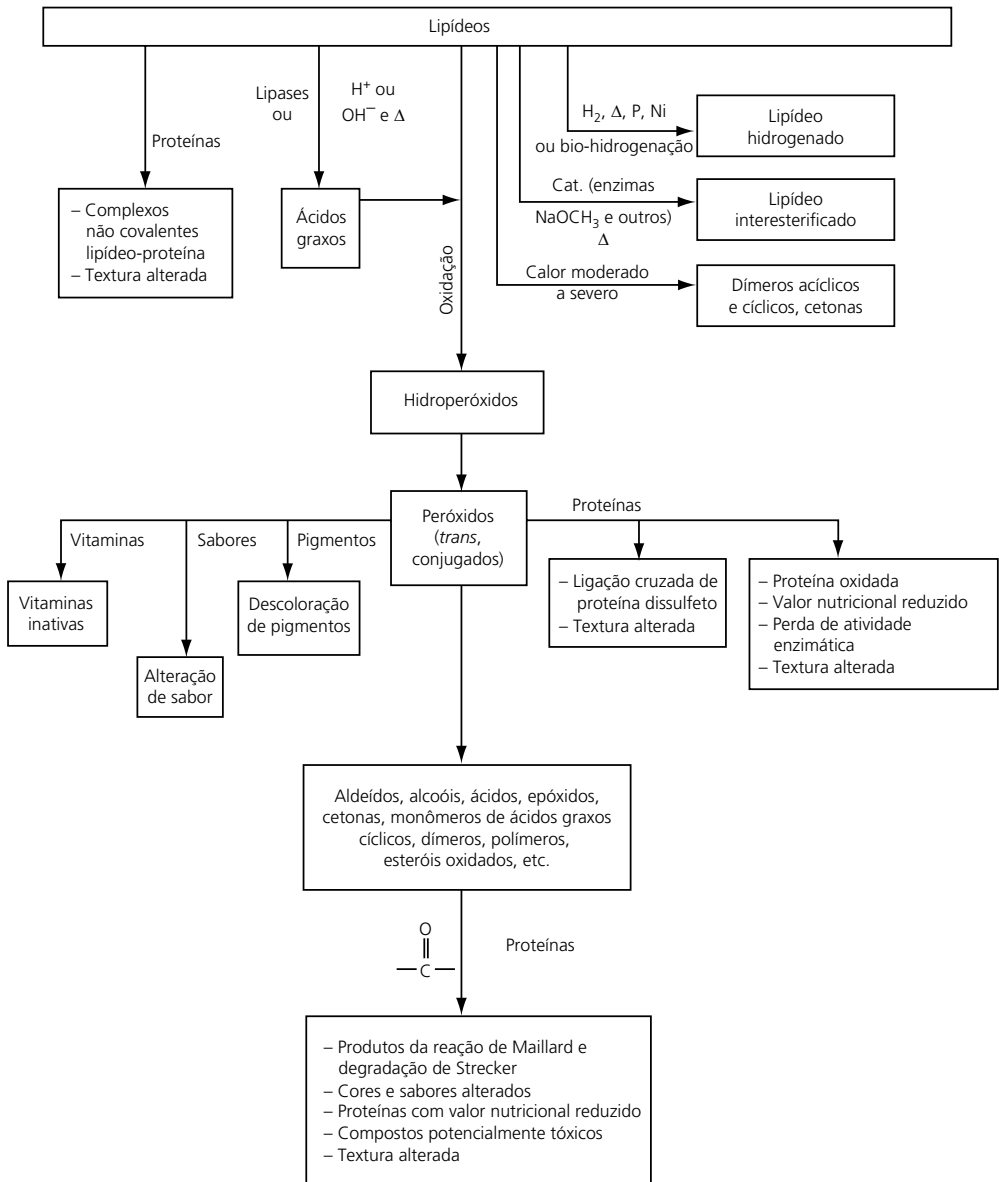 Lipídeos
Proteínas
Lipases
ou
H⁺ ou
OH⁻ e Δ
H₂, Δ, P, Ni
ou bio-hidrogenação
Lipídeo
hidrogenado
– Complexos
não covalentes
lipídeo-proteína
– Textura alterada
Ácidos
graxos
Oxidação
Cat. (enzimas
NaOCH₃ e outros)
Δ
Lipídeo
interesterificado
Calor moderado
a severo
Dímeros acíclicos
e cíclicos, cetonas
Hidroperóxidos
Peróxidos
(trans,
conjugados)
Vitaminas
Sabores
Pigmentos
Proteínas
Vitaminas
inativas
Alteração
de sabor
Descoloração
de pigmentos
– Ligação cruzada de
proteína dissulfeto
– Textura alterada
– Proteína oxidada
– Valor nutricional reduzido
– Perda de atividade
enzimática
– Textura alterada
Aldeídos, alcoóis, ácidos, epóxidos,
cetonas, monômeros de ácidos graxos
cíclicos, dímeros, polímeros,
esteróis oxidados, etc.
O
C
Proteínas
– Produtos da reação de Maillard e
degradação de Strecker
– Cores e sabores alterados
– Proteínas com valor nutricional reduzido
– Compostos potencialmente tóxicos
– Textura alterada